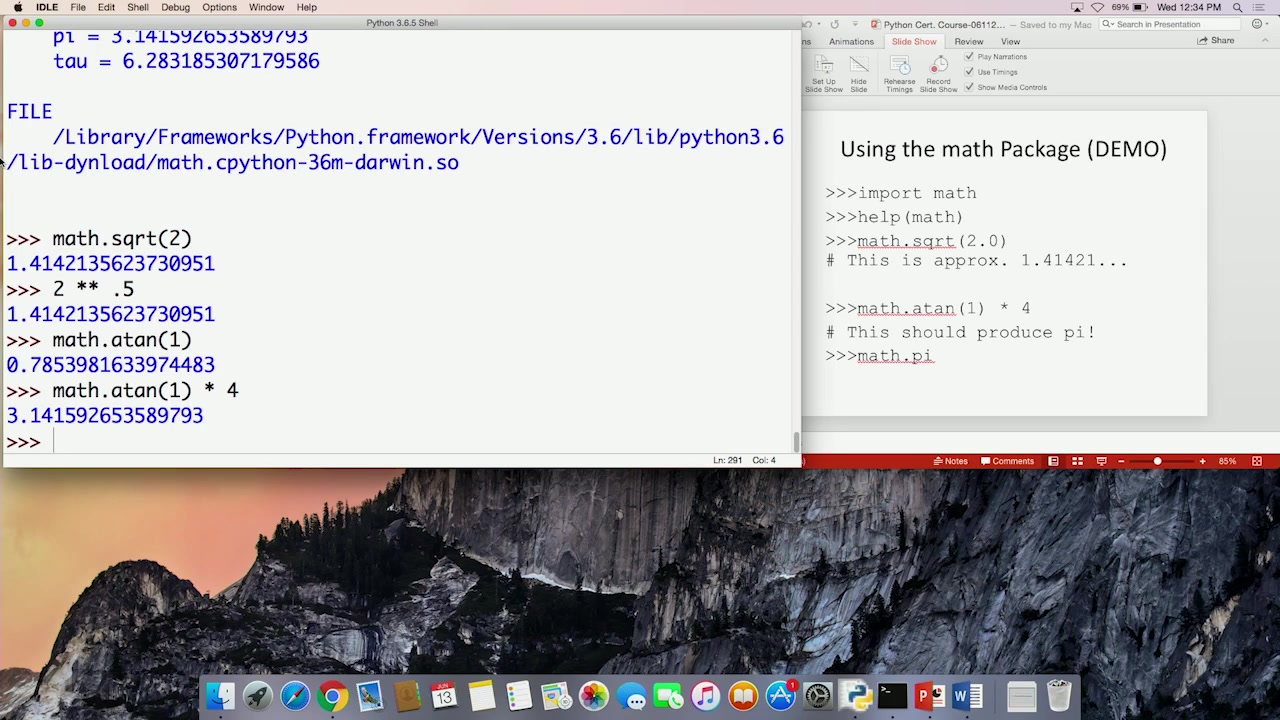 IDLE File Edit Shell Debug Options Window Help
69% Wed 12:34 PM
Python 3.6.5 Shell
pi = 3.141592653589793
tau = 6.283185307179586
FILE
/Library/Frameworks/Python.framework/Versions/3.6/lib/python3.6
/lib-dynload/math.cpython-36m-darwin.so
>>> math.sqrt(2)
1.4142135623730951
>>> 2 ** .5
1.4142135623730951
>>> math.atan(1)
0.7853981633974483
>>> math.atan(1) * 4
3.141592653589793
>>>
Ln: 291 Col: 4
Python Cert. Course-06112... — Saved to my Mac
Search in Presentation
ns Animations Slide Show Review View
Share
Set Up
Slide Show
Hide
Slide
Rehearse
Timings
Record
Slide Show
Play Narrations
Use Timings
Show Media Controls
Using the math Package (DEMO)
>>>import math
>>>help(math)
>>>math.sqrt(2.0)
# This is approx. 1.41421...
>>>math.atan(1) * 4
# This should produce pi!
>>>math.pi
Notes Comments
85%
JUN
13
1